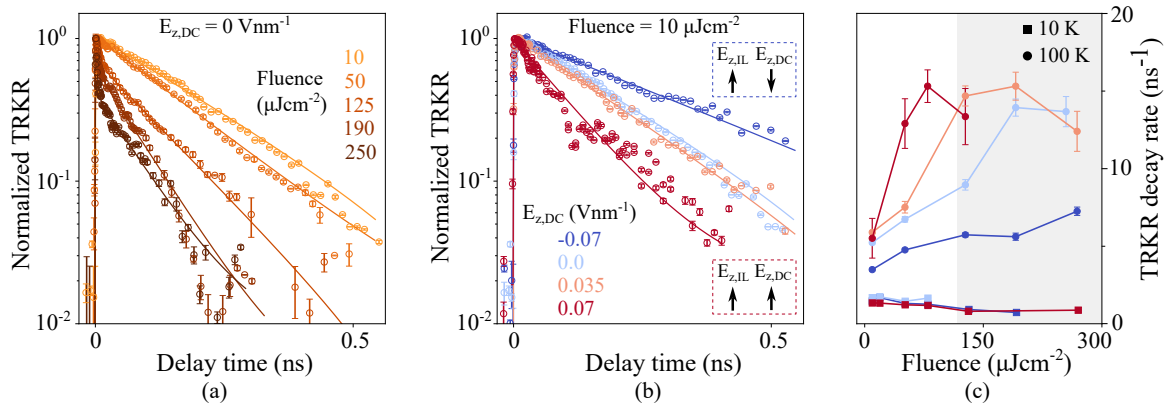 E_z,DC = 0 Vnm⁻¹
Fluence
(μJcm⁻²)
10
50
125
190
250
10⁰
10⁻¹
10⁻²
Normalized TRKR
0
0.5
Delay time (ns)
(a)
Fluence = 10 μJcm⁻²
E_z,IL E_z,DC
E_z,DC (Vnm⁻¹)
-0.07
0.0
0.035
0.07
E_z,IL E_z,DC
10⁰
10⁻¹
10⁻²
Normalized TRKR
0
0.5
Delay time (ns)
(b)
10 K
100 K
20
10
0
TRKR decay rate (ns⁻¹)
0
150
300
Fluence (μJcm⁻²)
(c)